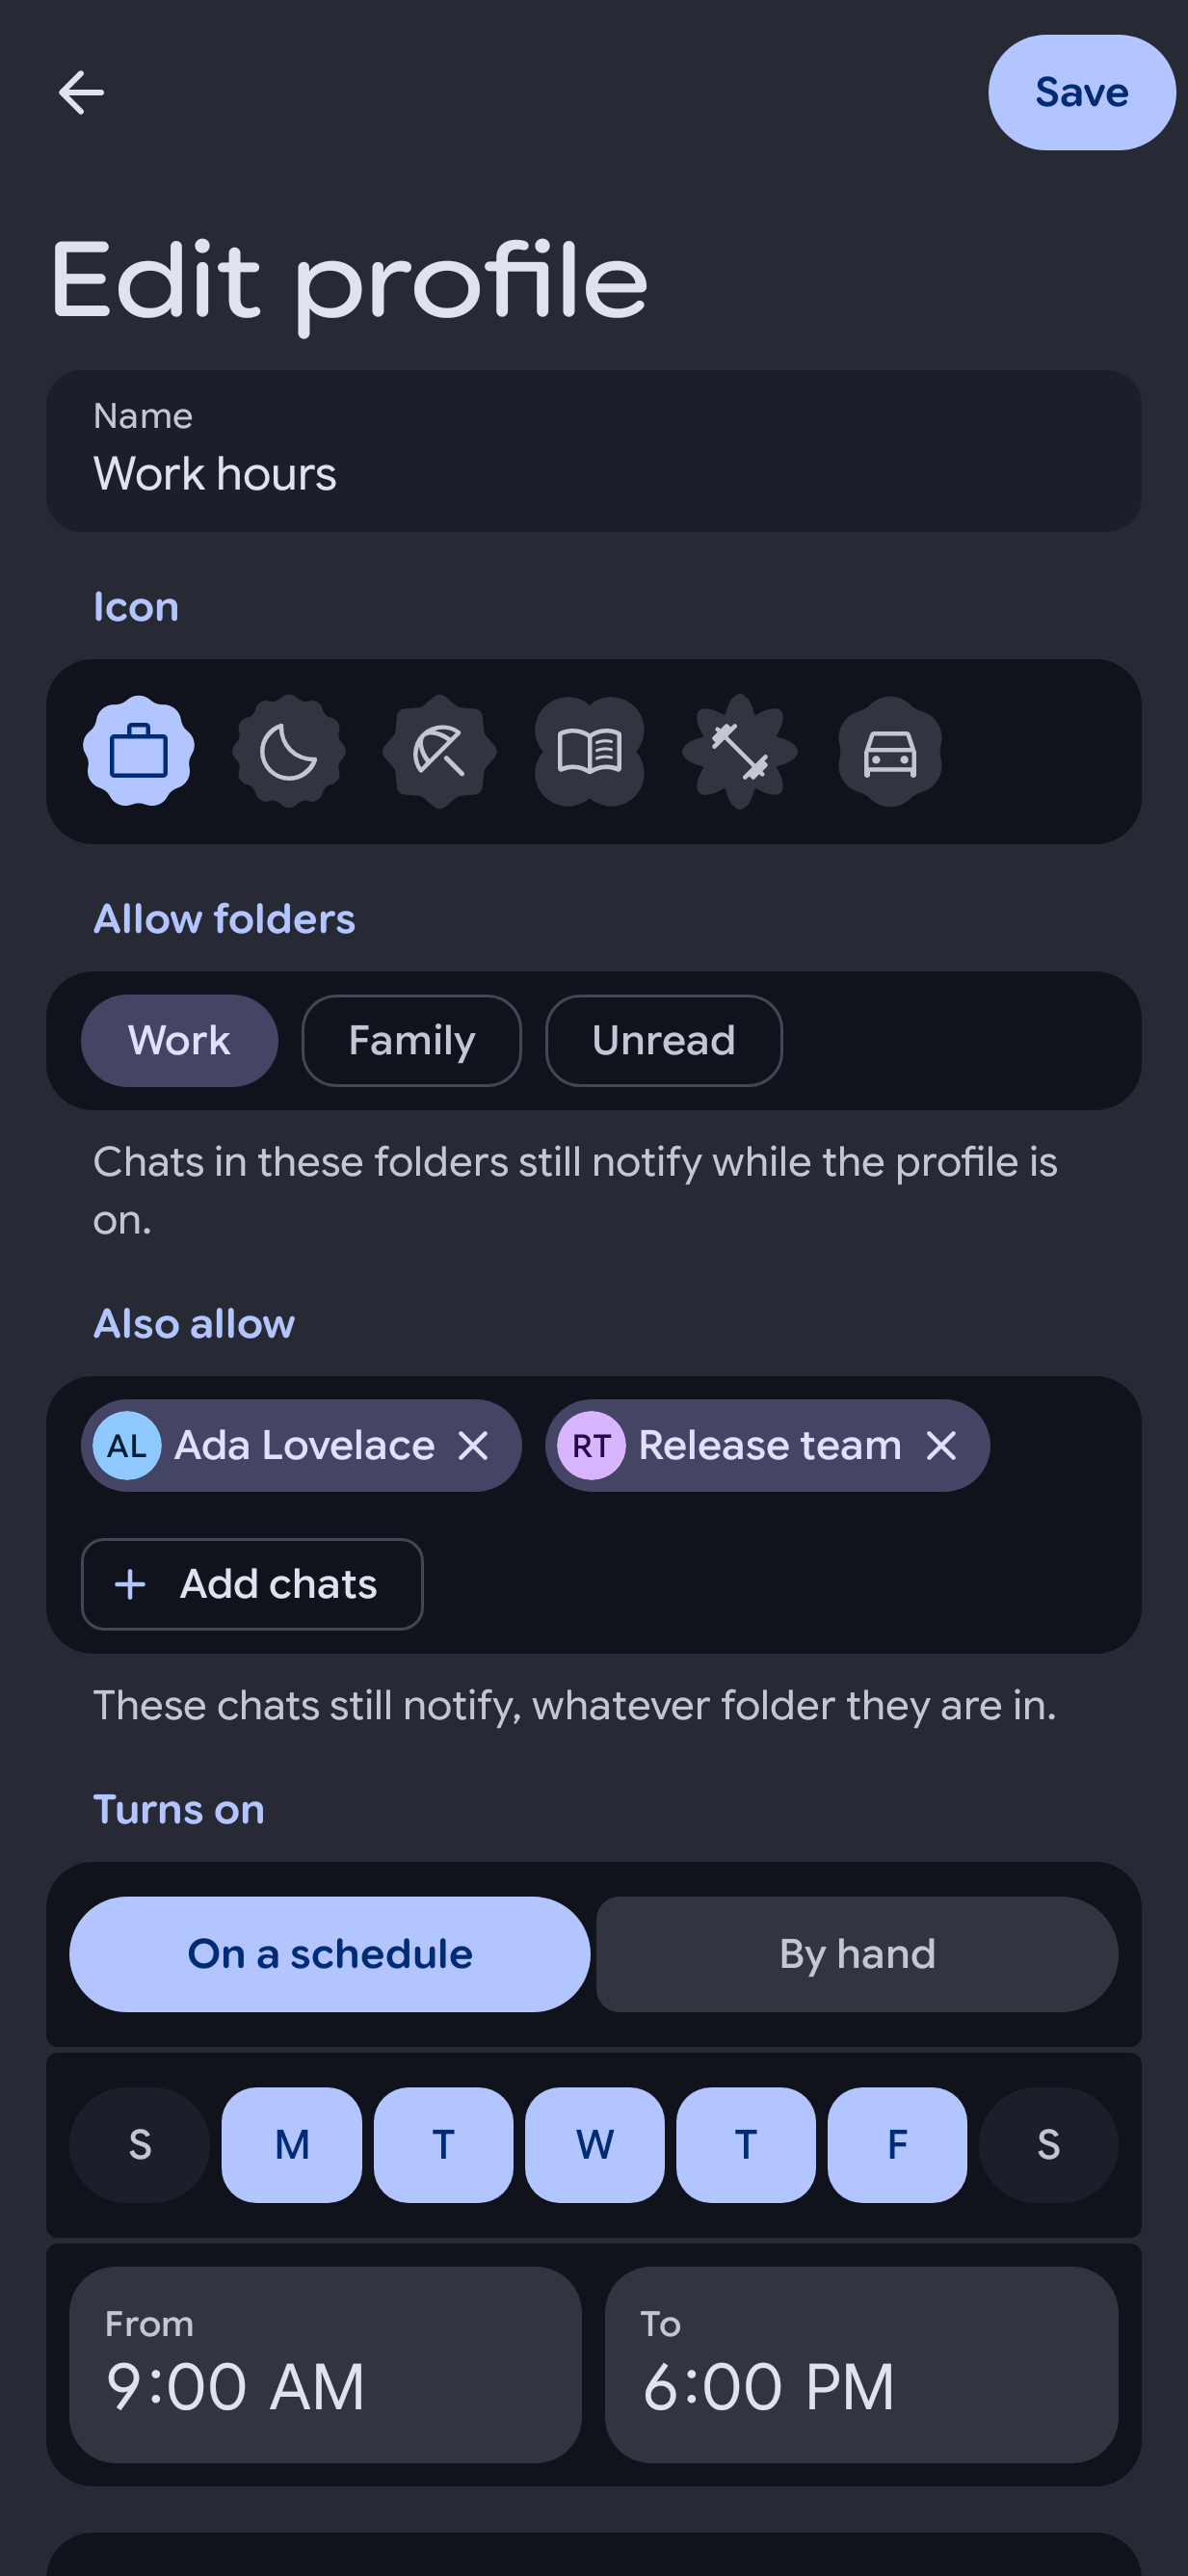 Save
Edit profile
Name
Work hours
Icon
Allow folders
Work Family Unread
Chats in these folders still notify while the profile is
on.
Also allow
AL Ada Lovelace RT Release team
Add chats
These chats still notify, whatever folder they are in.
Turns on
On a schedule By hand
S M T W T F S
From To
9:00 AM 6:00 PM